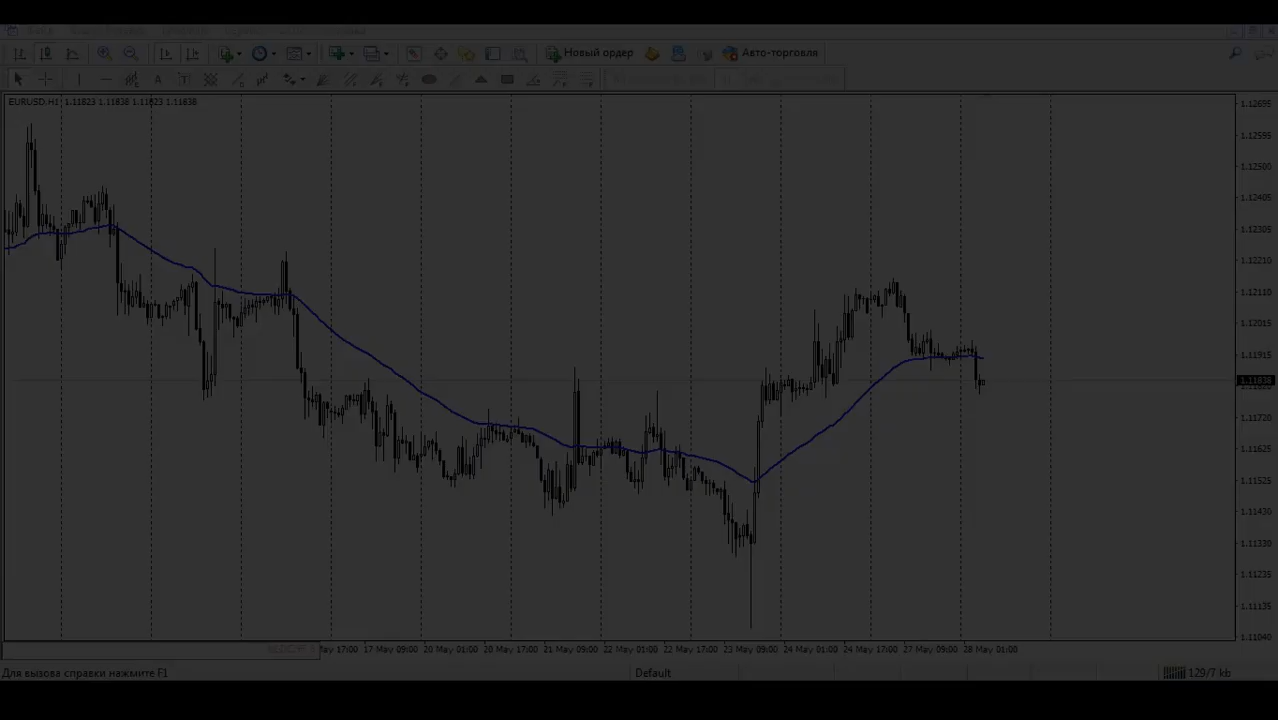 Новый ордер
Авто-торговля
EURUSD,H1 1.11823 1.11838 1.11823 1.11838
1.12695
1.12595
1.12500
1.12405
1.12305
1.12210
1.12110
1.12015
1.11915
1.11838
1.11720
1.11625
1.11525
1.11430
1.11330
1.11235
1.11135
1.11040
May 17:00 17 May 09:00 20 May 01:00 20 May 17:00 21 May 09:00 22 May 01:00 22 May 17:00 23 May 09:00 24 May 01:00 24 May 17:00 27 May 09:00 28 May 01:00
Для вызова справки нажмите F1
Default
129/7 kb